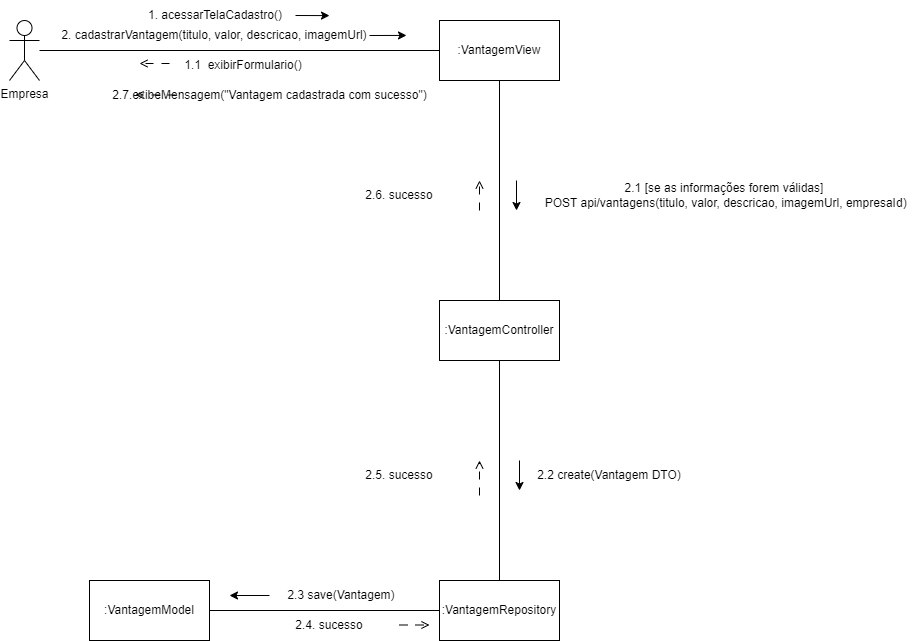 1. acessarTelaCadastro()
2. cadastrarVantagem(titulo, valor, descricao, imagemUrl)
:VantagemView
1.1 exibirFormulario()
Empresa
2.7.exibeMensagem("Vantagem cadastrada com sucesso")
2.6. sucesso
2.1 [se as informações forem válidas]
POST api/vantagens(titulo, valor, descricao, imagemUrl, empresaId)
:VantagemController
2.5. sucesso
2.2 create(Vantagem DTO)
2.3 save(Vantagem)
:VantagemModel
:VantagemRepository
2.4. sucesso